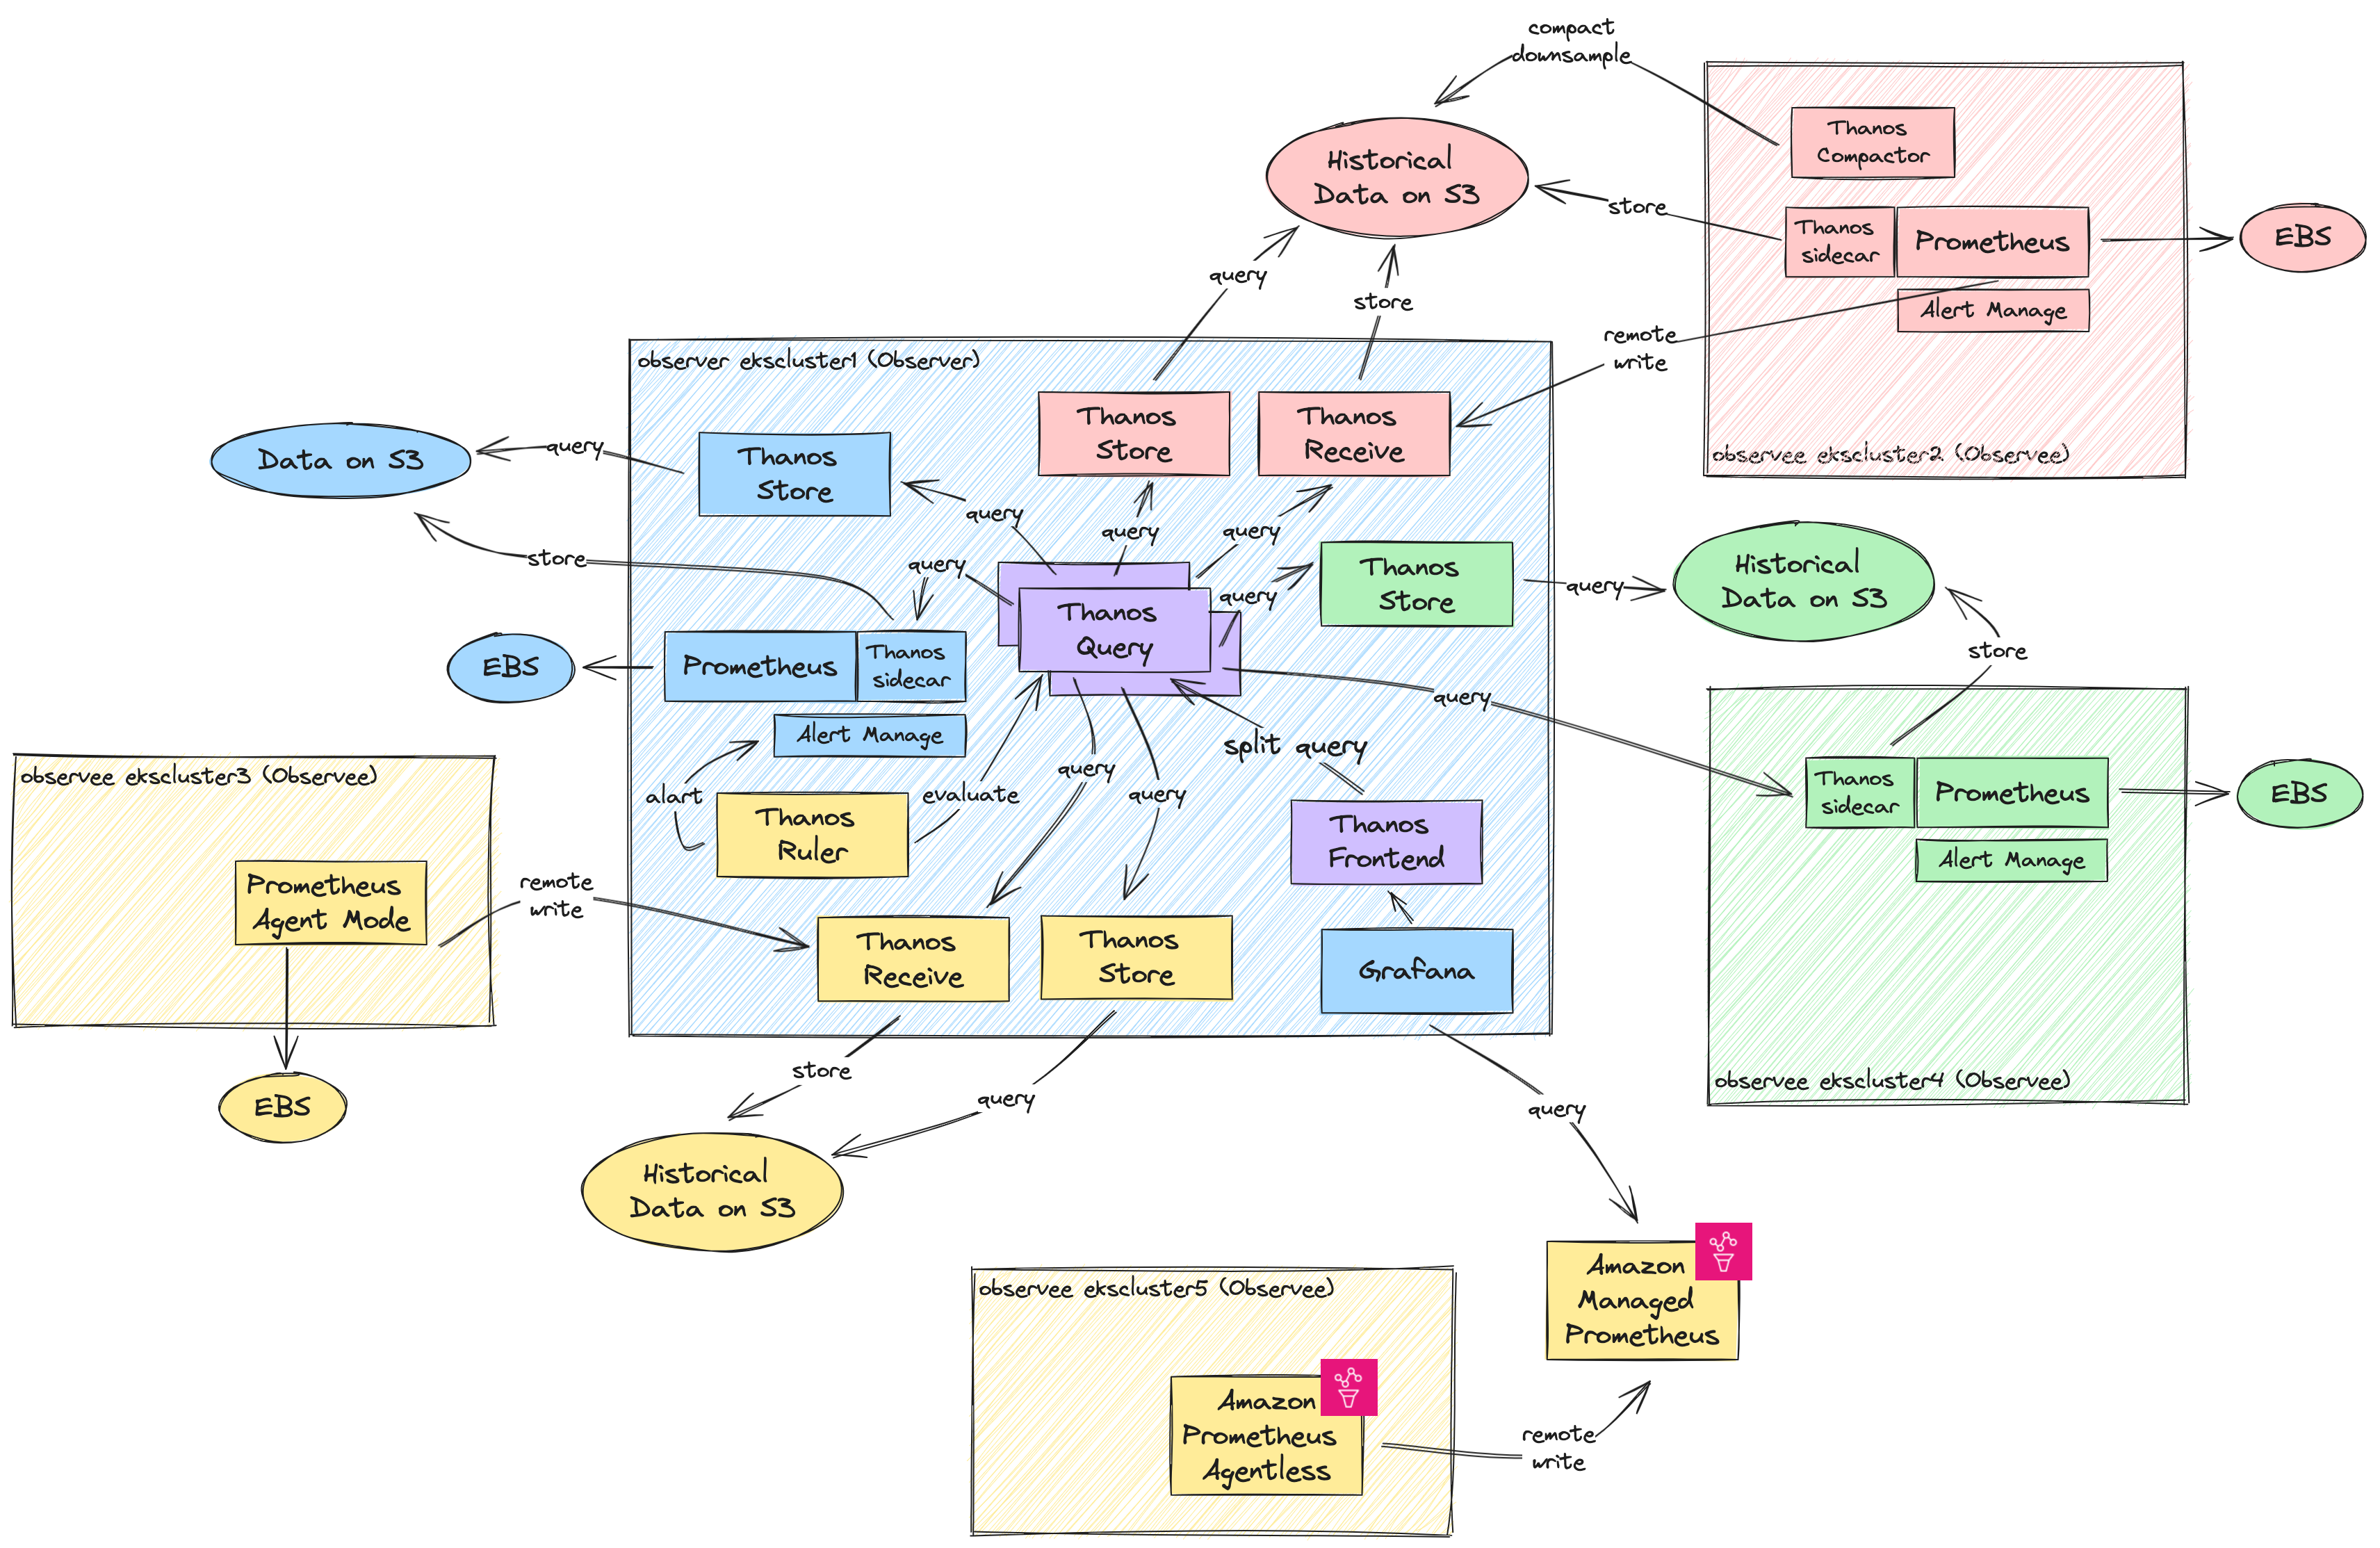 compact
downsample
Thanos
Compactor
Historical
Data on S3
store
Thanos
sidecar
Prometheus
EBS
Alert Manage
remote
write
observee ekscluster2 (Observee)
query
store
observer ekscluster1 (Observer)
Thanos
Store
Thanos
Receive
Data on S3
query
Thanos
Store
query
query
query
store
query
query
Thanos
Store
query
Historical
Data on S3
Thanos
Query
EBS
Prometheus
Thanos
sidecar
Alert Manage
query
store
split query
query
query
alart
evaluate
Thanos
Ruler
Thanos
Frontend
Thanos
sidecar
Prometheus
EBS
Alert Manage
observee ekscluster4 (Observee)
observee ekscluster3 (Observee)
Prometheus
Agent Mode
remote
write
EBS
Thanos
Receive
Thanos
Store
Grafana
store
query
query
Historical
Data on S3
Amazon
Managed
Prometheus
observee ekscluster5 (Observee)
Amazon
Prometheus
Agentless
remote
write